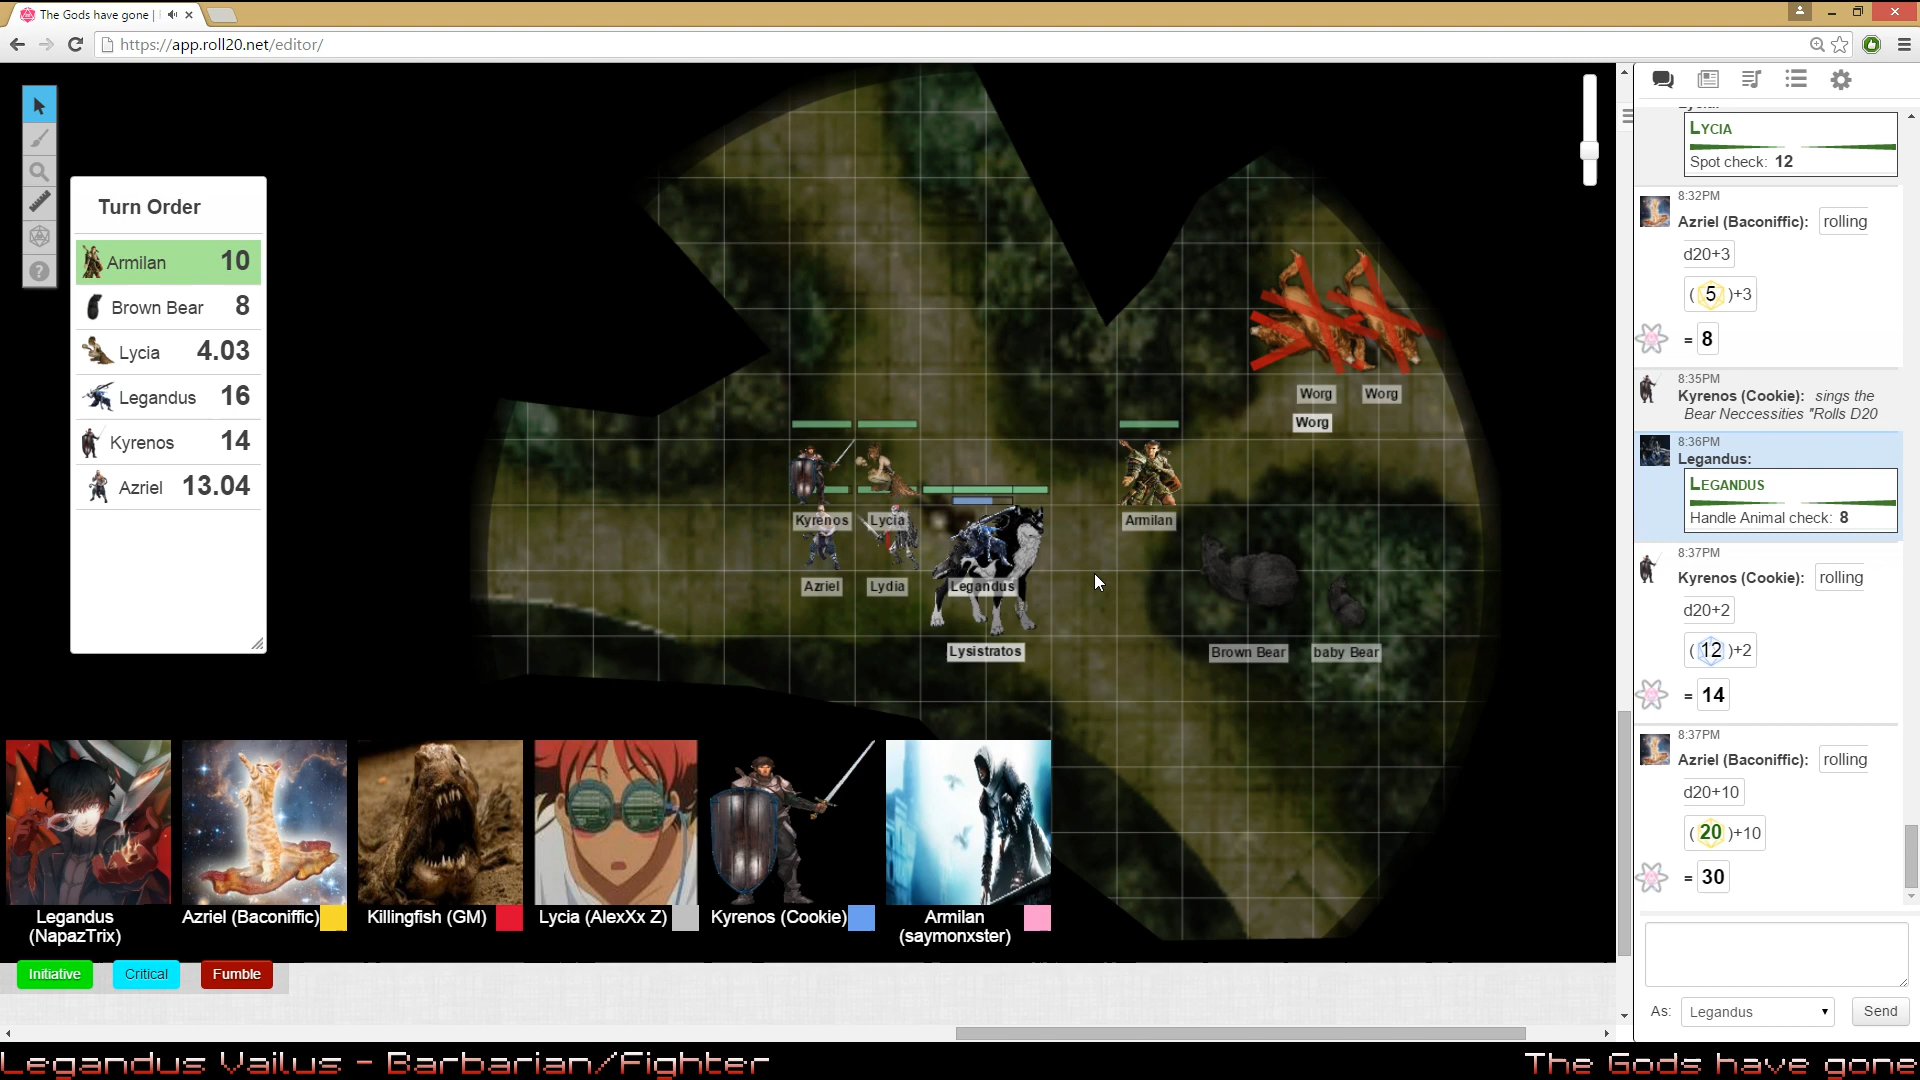 The Gods have gone |
https://app.roll20.net/editor/
Turn Order
Armilan 10
Brown Bear 8
Lycia 4.03
Legandus 16
Kyrenos 14
Azriel 13.04
Worg Worg
Worg
Kyrenos Lycia
Armilan
Azriel Lydia Legandus
Lysistratos
Brown Bear baby Bear
Legandus
(NapazTrix)
Azriel (Baconiffic)
Killingfish (GM)
Lycia (AlexXx Z)
Kyrenos (Cookie)
Armilan
(saymonxster)
Initiative Critical Fumble
Lycia
Spot check: 12
8:32PM
Azriel (Baconiffic): rolling
d20+3
(5)+3
= 8
8:35PM
Kyrenos (Cookie): sings the
Bear Neccessities "Rolls D20
8:36PM
Legandus:
Legandus
Handle Animal check: 8
8:37PM
Kyrenos (Cookie): rolling
d20+2
(12)+2
= 14
8:37PM
Azriel (Baconiffic): rolling
d20+10
(20)+10
= 30
As: Legandus Send
Legandus Vailus - Barbarian/Fighter
The Gods have gone